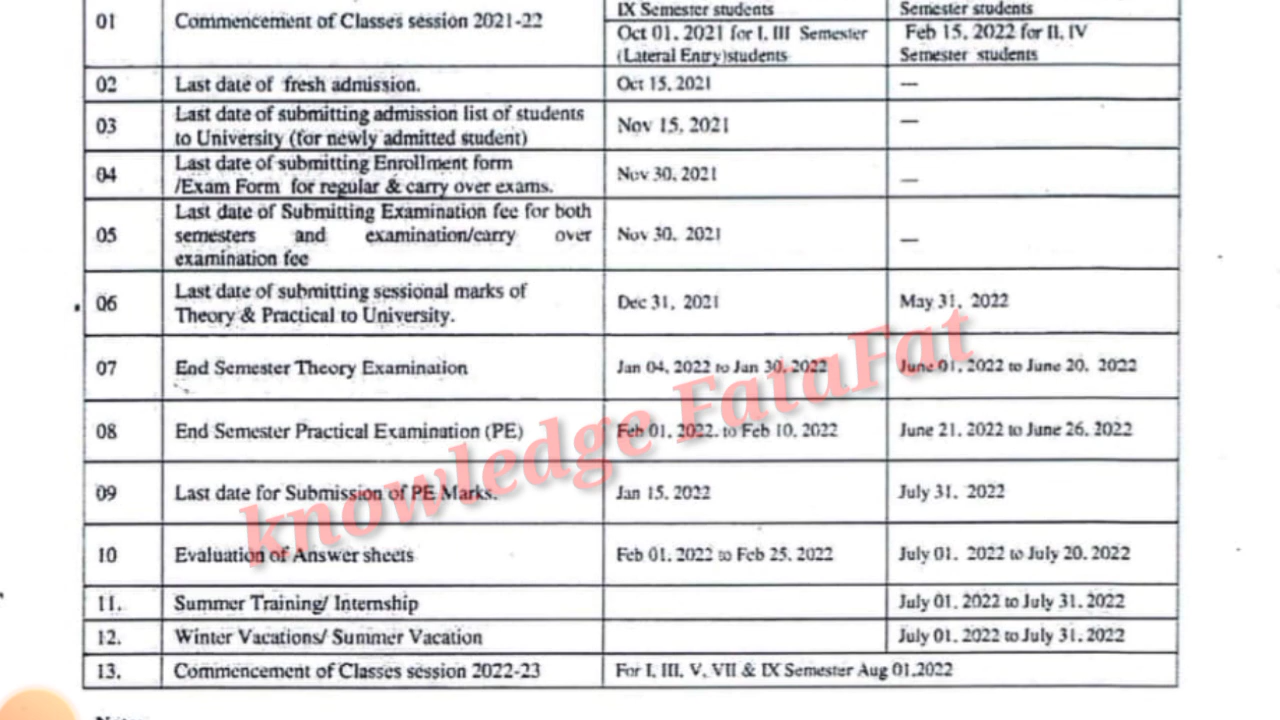 IX Semester students
Semester students
01
Commencement of Classes session 2021-22
Oct 01, 2021 for I, III Semester
(Lateral Entry)students
Feb 15, 2022 for II, IV
Semester students
02
Last date of fresh admission.
Oct 15, 2021
—
03
Last date of submitting admission list of students
to University (for newly admitted student)
Nov 15, 2021
—
04
Last date of submitting Enrollment form
/Exam Form for regular & carry over exams.
Nov 30, 2021
—
05
Last date of Submitting Examination fee for both
semesters and examination/carry over
examination fee
Nov 30, 2021
—
06
Last date of submitting sessional marks of
Theory & Practical to University.
Dec 31, 2021
May 31, 2022
07
End Semester Theory Examination
Jan 04, 2022 to Jan 30, 2022
June 01, 2022 to June 20, 2022
08
End Semester Practical Examination (PE)
Feb 01, 2022. to Feb 10, 2022
June 21, 2022 to June 26, 2022
09
Last date for Submission of PE Marks.
Jan 15, 2022
July 31, 2022
10
Evaluation of Answer sheets
Feb 01, 2022 to Feb 25, 2022
July 01, 2022 to July 20, 2022
11.
Summer Training/ Internship
July 01, 2022 to July 31, 2022
12.
Winter Vacations/ Summer Vacation
July 01, 2022 to July 31, 2022
13.
Commencement of Classes session 2022-23
For I, III, V, VII & IX Semester Aug 01,2022
knowledge FataFat